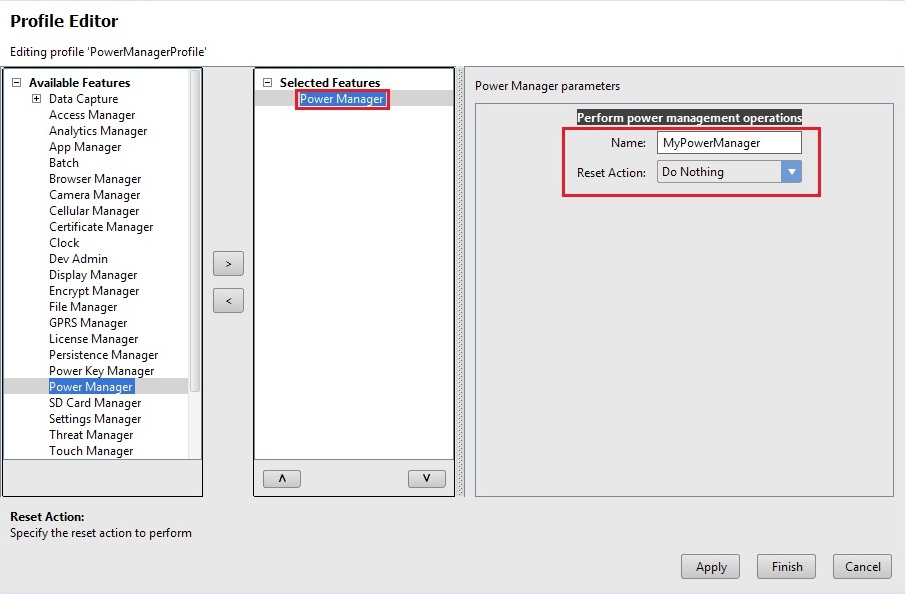 Profile Editor
Editing profile 'PowerManagerProfile'
Available Features
Data Capture
Access Manager
Analytics Manager
App Manager
Batch
Browser Manager
Camera Manager
Cellular Manager
Certificate Manager
Clock
Dev Admin
Display Manager
Encrypt Manager
File Manager
GPRS Manager
License Manager
Persistence Manager
Power Key Manager
Power Manager
SD Card Manager
Settings Manager
Threat Manager
Touch Manager
>
<
Selected Features
Power Manager
Power Manager parameters
Perform power management operations
Name: MyPowerManager
Reset Action: Do Nothing
Reset Action:
Specify the reset action to perform
Apply Finish Cancel